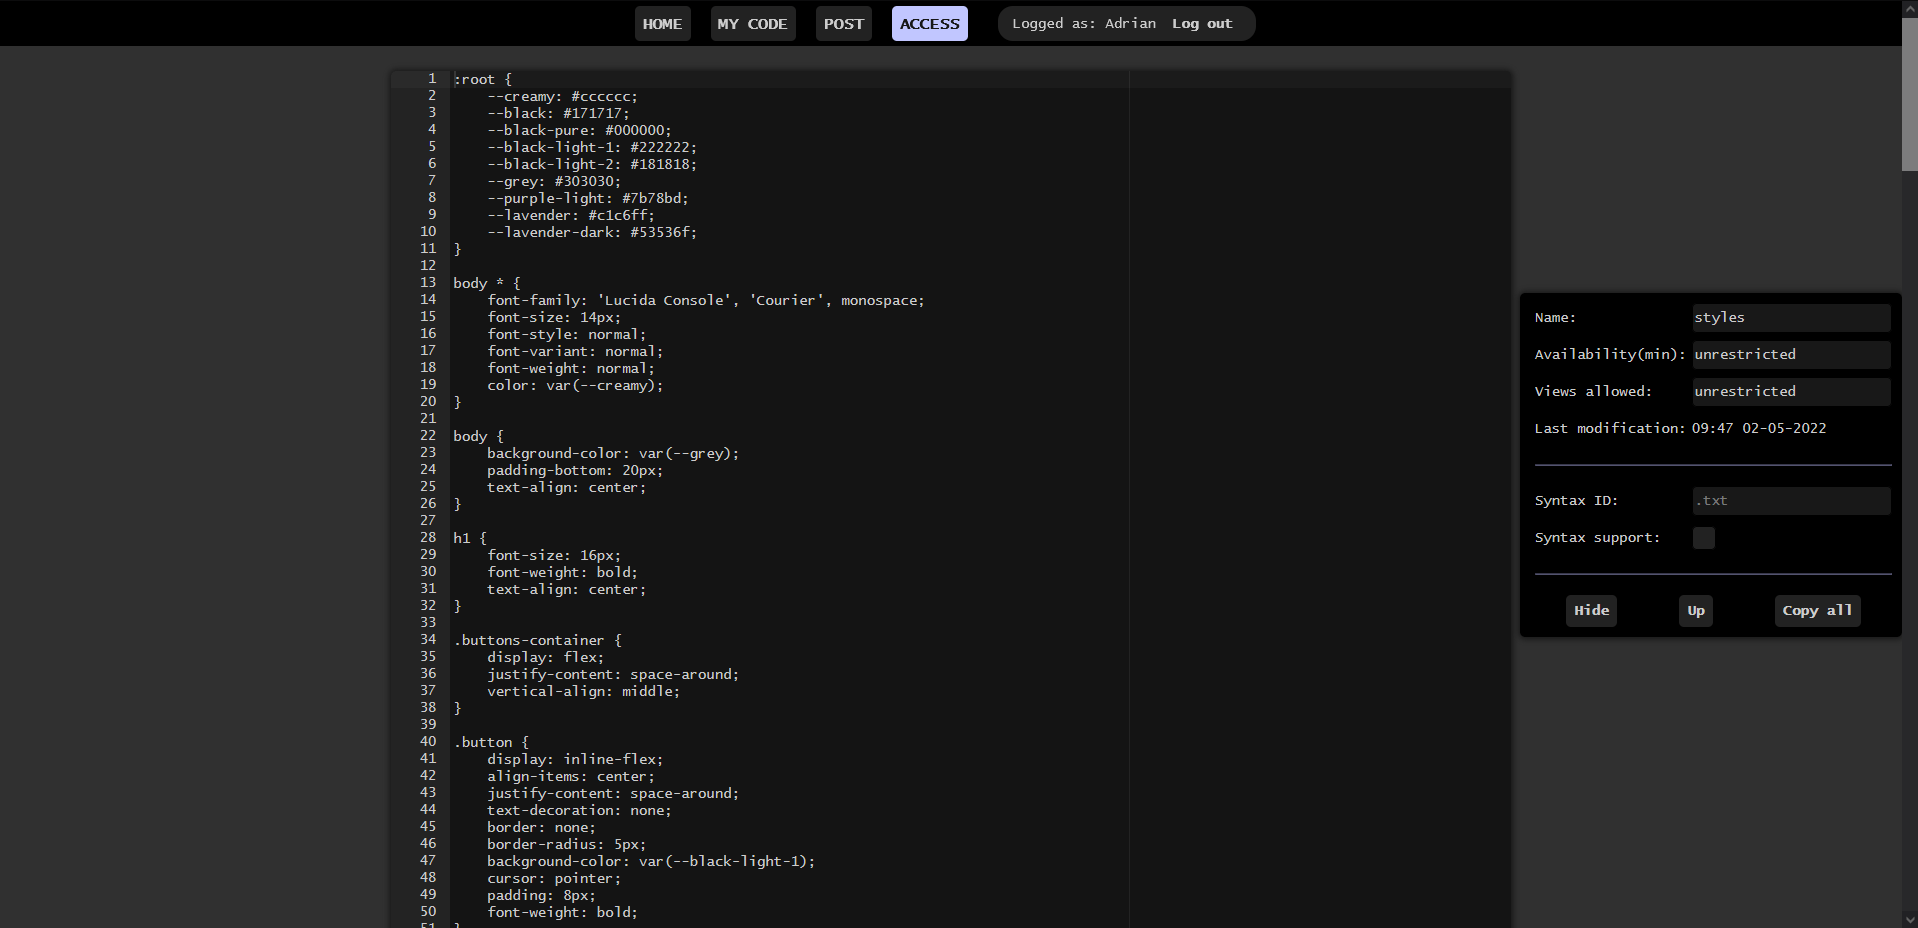 HOME MY CODE POST ACCESS Logged as: Adrian Log out
1 :root {
2 --creamy: #cccccc;
3 --black: #171717;
4 --black-pure: #000000;
5 --black-light-1: #222222;
6 --black-light-2: #181818;
7 --grey: #303030;
8 --purple-light: #7b78bd;
9 --lavender: #c1c6ff;
10 --lavender-dark: #53536f;
11 }
12
13 body * {
14 font-family: 'Lucida Console', 'Courier', monospace;
15 font-size: 14px;
16 font-style: normal;
17 font-variant: normal;
18 font-weight: normal;
19 color: var(--creamy);
20 }
21
22 body {
23 background-color: var(--grey);
24 padding-bottom: 20px;
25 text-align: center;
26 }
27
28 h1 {
29 font-size: 16px;
30 font-weight: bold;
31 text-align: center;
32 }
33
34 .buttons-container {
35 display: flex;
36 justify-content: space-around;
37 vertical-align: middle;
38 }
39
40 .button {
41 display: inline-flex;
42 align-items: center;
43 justify-content: space-around;
44 text-decoration: none;
45 border: none;
46 border-radius: 5px;
47 background-color: var(--black-light-1);
48 cursor: pointer;
49 padding: 8px;
50 font-weight: bold;
51 }
Name: styles
Availability(min): unrestricted
Views allowed: unrestricted
Last modification: 09:47 02-05-2022
Syntax ID: .txt
Syntax support:
Hide Up Copy all